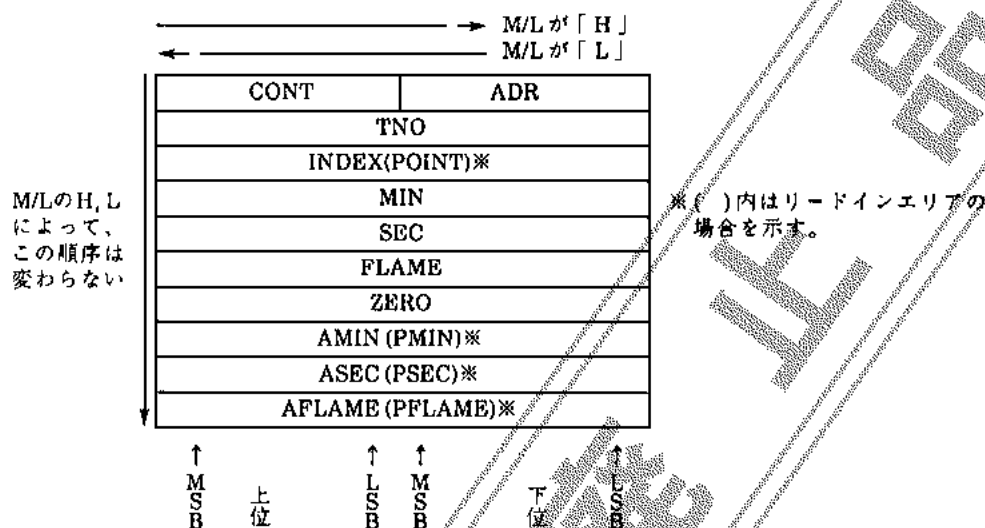 M/Lが「H」
M/Lが「L」
CONT ADR
TNO
INDEX(POINT)※
MIN
SEC
FLAME
ZERO
AMIN (PMIN)※
ASEC (PSEC)※
AFLAME (PFLAME)※
M/LのH, L
によって、
この順序は
変わらない
※( )内はリードインエリアの
場合を示す。
↑ ↑ ↑ ↑
MSB 上位 LSB MSB 下位 LSB